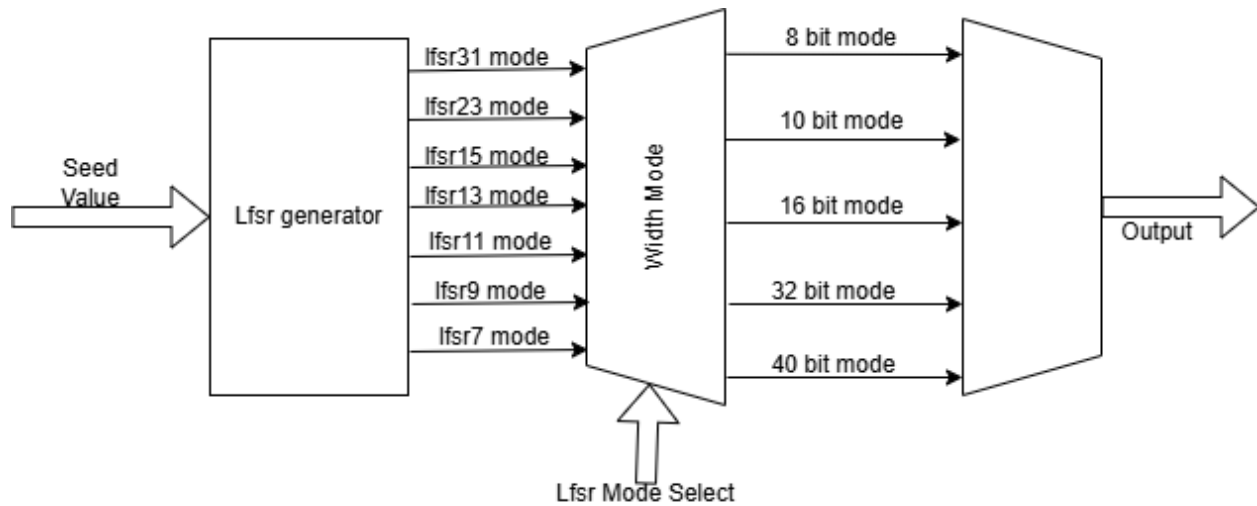 Seed
Value
Lfsr generator
lfsr31 mode
lfsr23 mode
lfsr15 mode
lfsr13 mode
lfsr11 mode
lfsr9 mode
lfsr7 mode
Width Mode
Lfsr Mode Select
8 bit mode
10 bit mode
16 bit mode
32 bit mode
40 bit mode
Output